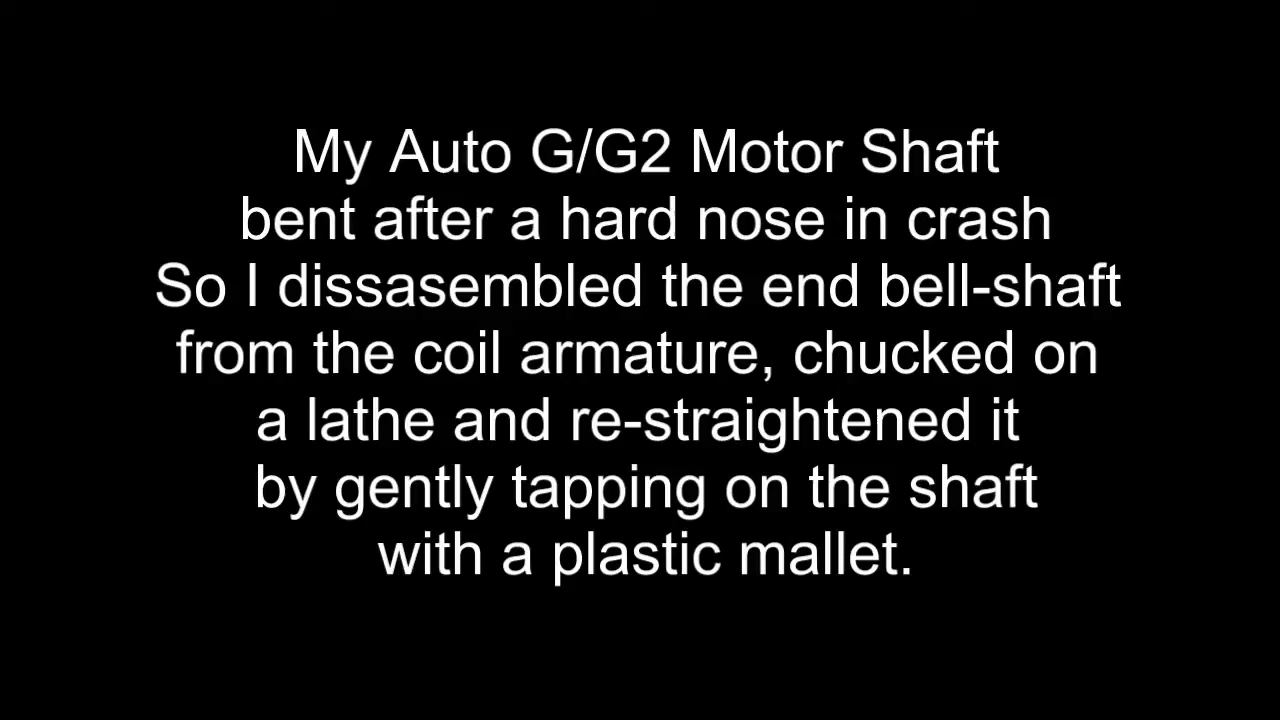 My Auto G/G2 Motor Shaft
bent after a hard nose in crash
So I dissasembled the end bell-shaft
from the coil armature, chucked on
a lathe and re-straightened it
by gently tapping on the shaft
with a plastic mallet.